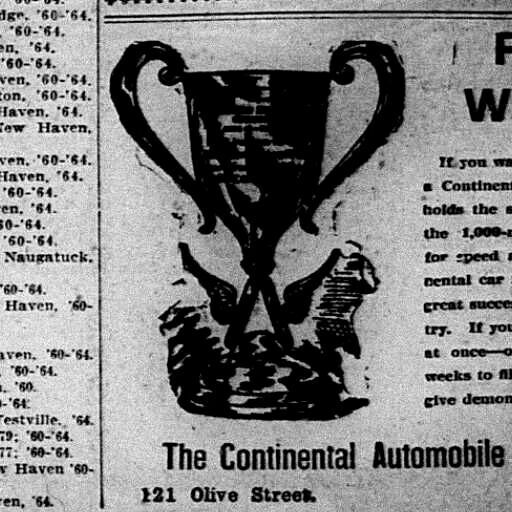 dge, '60-'64.
'60-'64.
en, '64.
'60-'64.
ven, '60-'64.
ton, '60-'64.
Haven, '64.
New Haven,
ven, '60-'64.
Haven, '64.
'60-'64.
en, '64.
60-'64.
'60-'64.
Naugatuck,
'60-'64.
Haven, '60-
aven, '60-'64.
'60-'64.
'60.
-'64.
Westville, '64.
79; '60-'64.
77; '60-'64.
w Haven '60-
en, '64.
F
W
If you wa
a Continent
holds the s
the 1,000-m
for speed a
nental car
great succes
try. If you
at once—o
weeks to fil
give demon
The Continental Automobile
121 Olive Street.